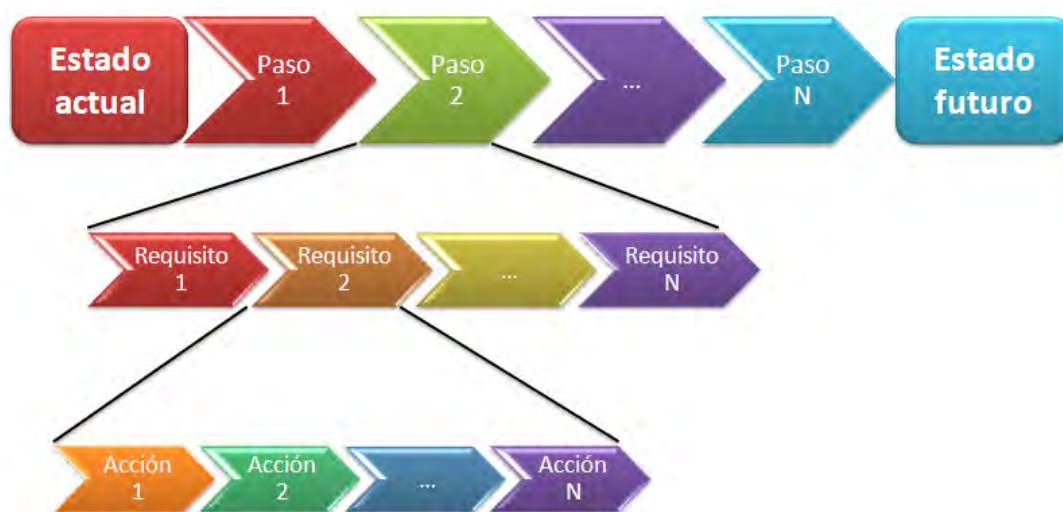 Estado
actual
Paso
1
Paso
2
...
Paso
N
Estado
futuro
Requisito
1
Requisito
2
...
Requisito
N
Acción
1
Acción
2
...
Acción
N